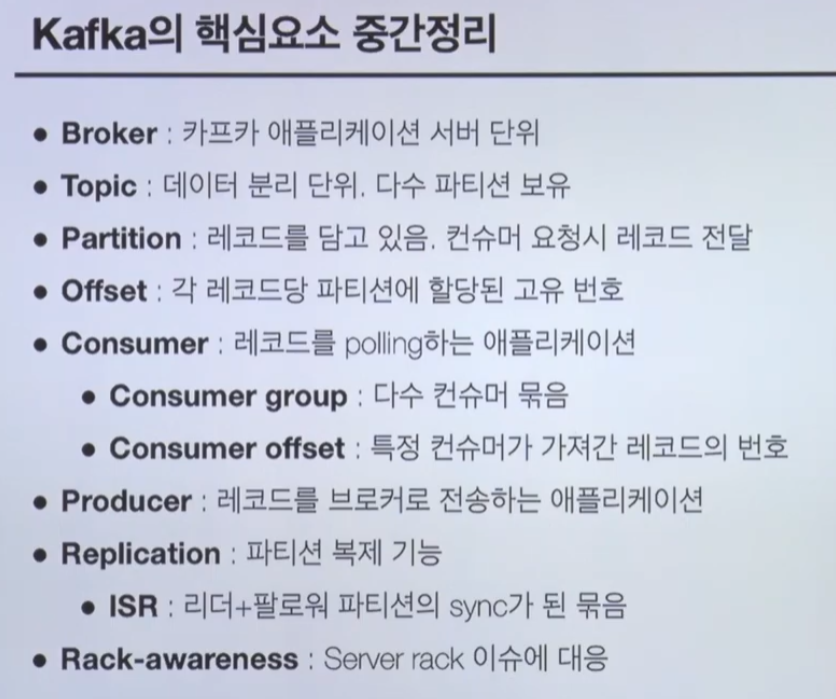 Kafka의 핵심요소 중간정리
● Broker : 카프카 애플리케이션 서버 단위
● Topic : 데이터 분리 단위. 다수 파티션 보유
● Partition : 레코드를 담고 있음. 컨슈머 요청시 레코드 전달
● Offset : 각 레코드당 파티션에 할당된 고유 번호
● Consumer : 레코드를 polling하는 애플리케이션
● Consumer group : 다수 컨슈머 묶음
● Consumer offset : 특정 컨슈머가 가져간 레코드의 번호
● Producer : 레코드를 브로커로 전송하는 애플리케이션
● Replication : 파티션 복제 기능
● ISR : 리더+팔로워 파티션의 sync가 된 묶음
● Rack-awareness : Server rack 이슈에 대응